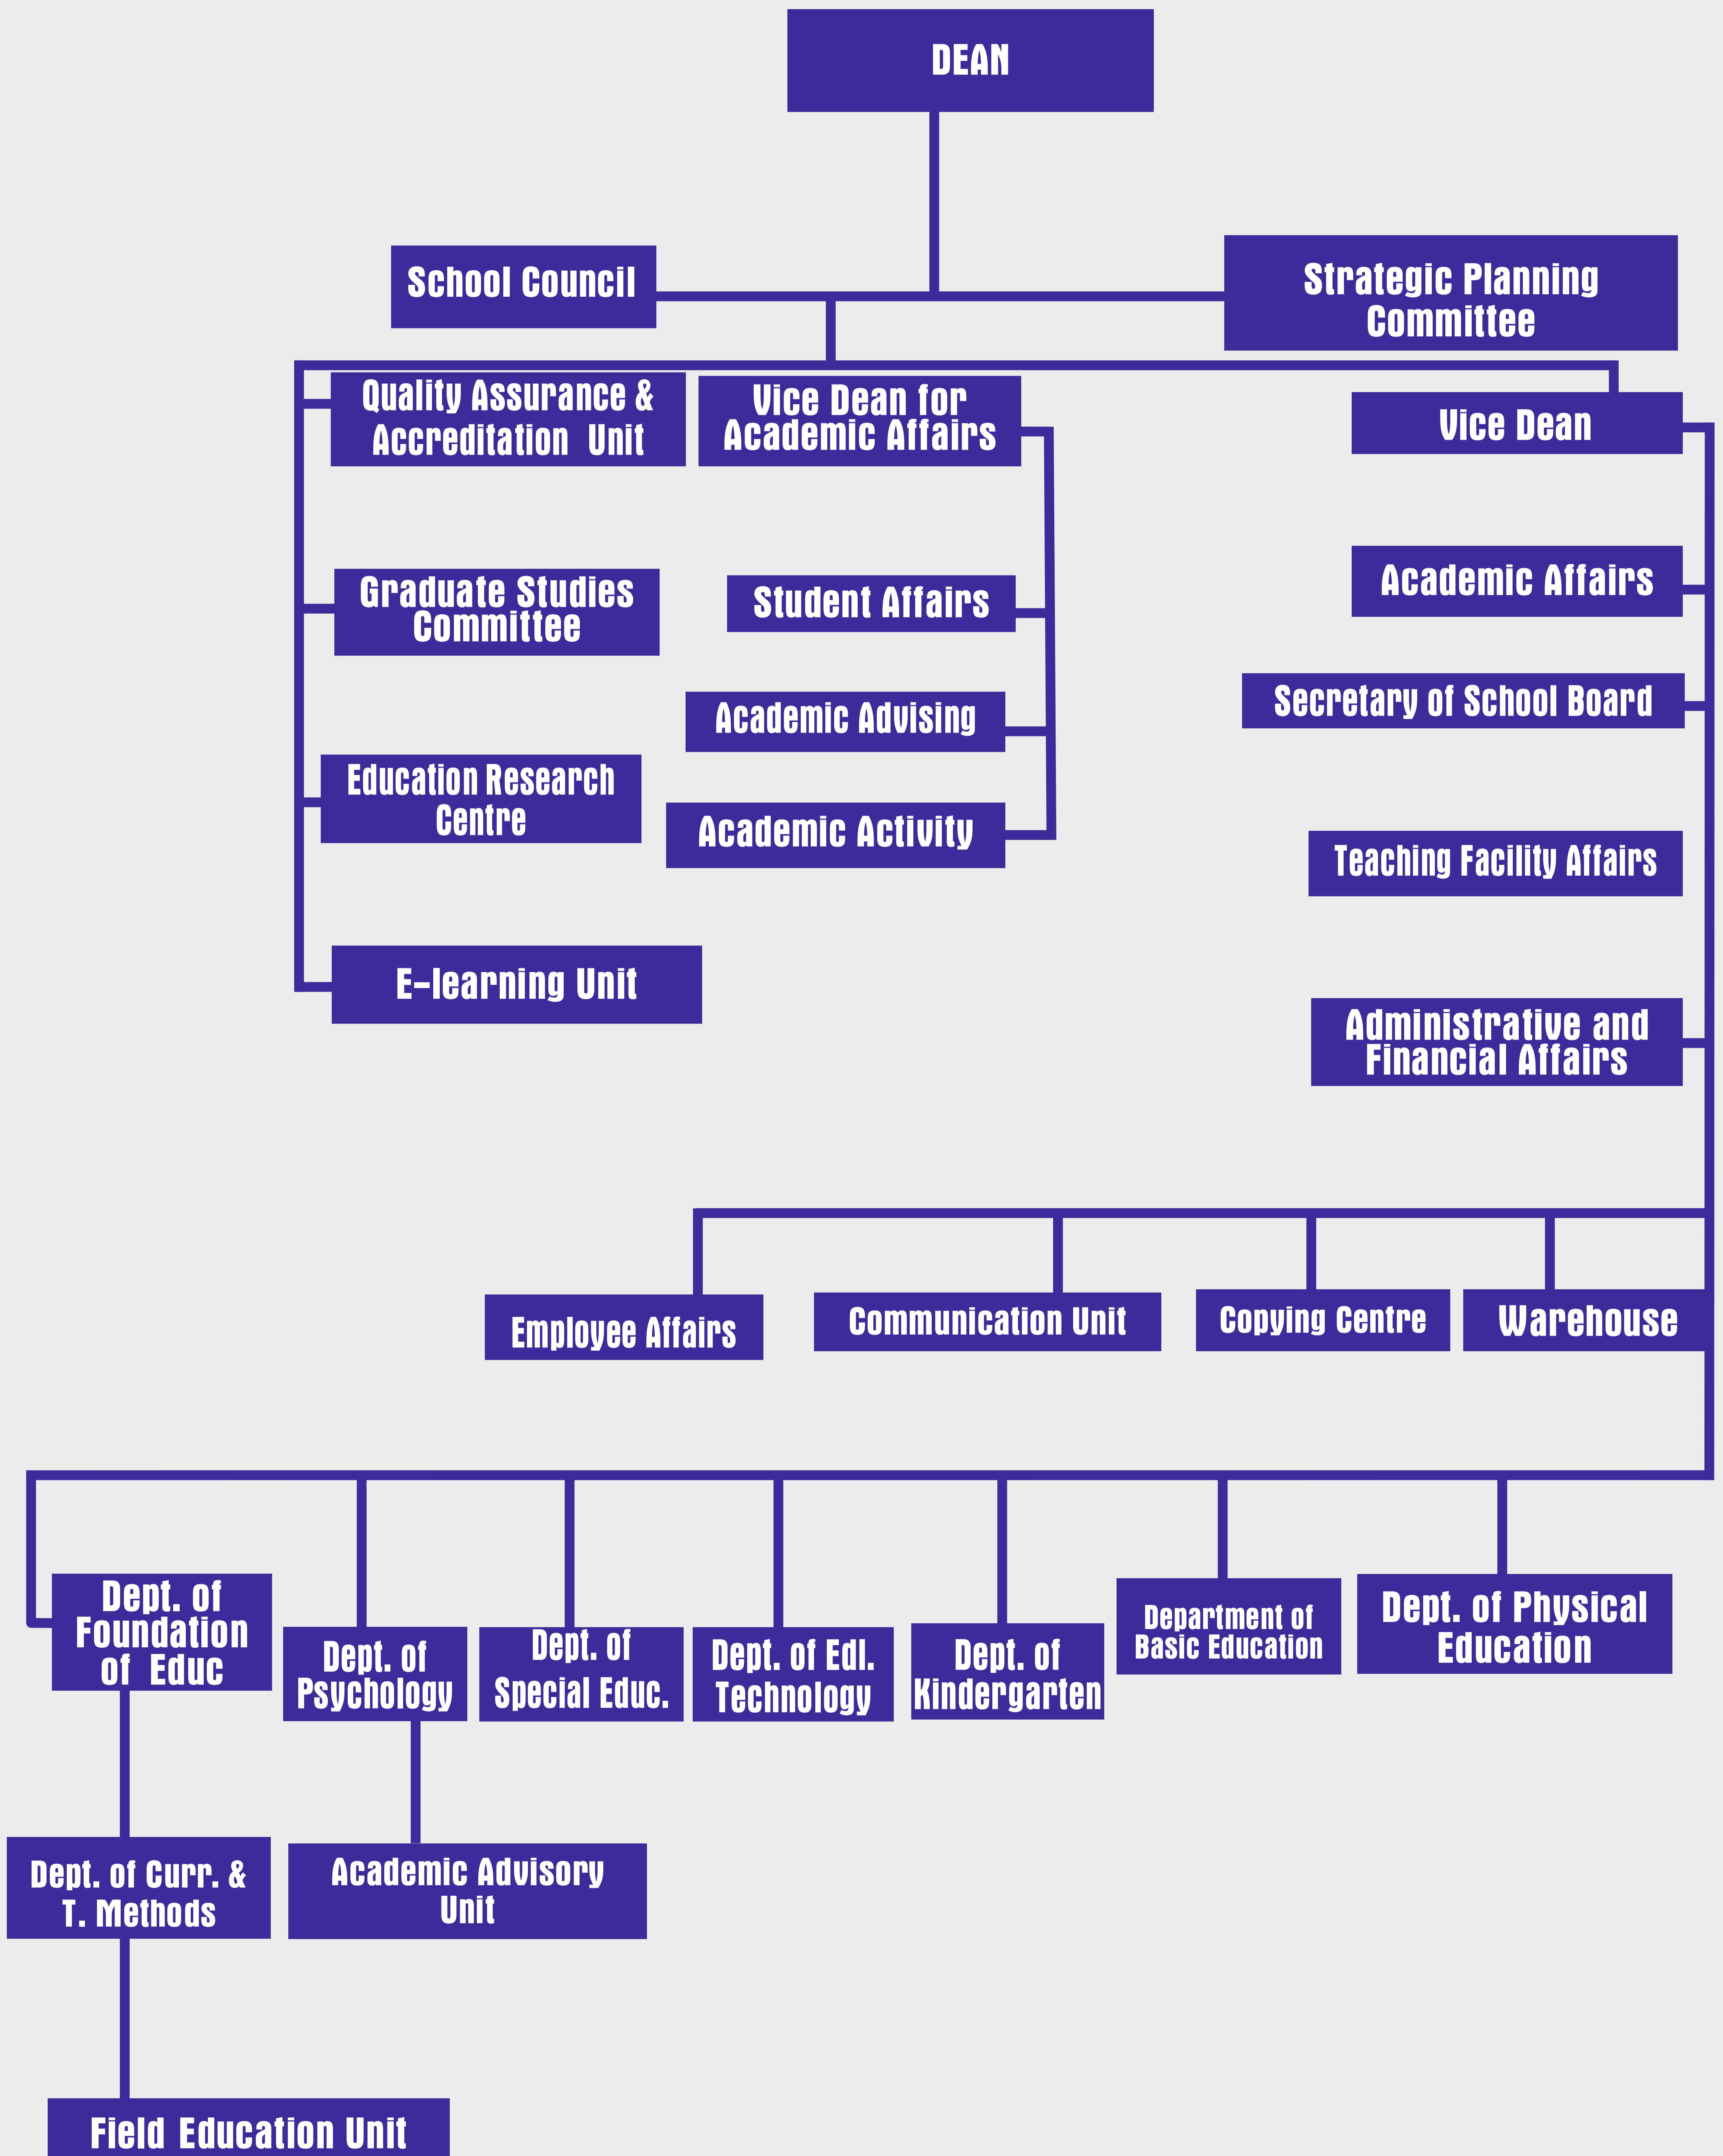 DEAN
School Council
Strategic Planning
Committee
Quality Assurance &
Accreditation Unit
Vice Dean for
Academic Affairs
Vice Dean
Graduate Studies
Committee
Student Affairs
Academic Affairs
Academic Advising
Secretary of School Board
Education Research
Centre
Academic Activity
Teaching Facility Affairs
E-learning Unit
Administrative and
Financial Affairs
Employee Affairs
Communication Unit
Copying Centre
Warehouse
Dept. of
Foundation
of Educ
Dept. of
Psychology
Dept. of
Special Educ.
Dept. of Edl.
Technology
Dept. of
Kindergarten
Department of
Basic Education
Dept. of Physical
Education
Dept. of Curr. &
T. Methods
Academic Advisory
Unit
Field Education Unit